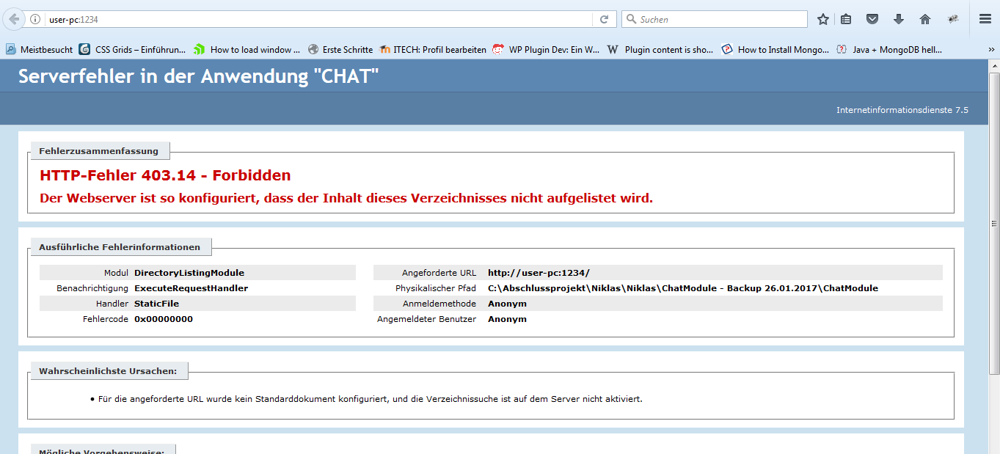 user-pc:1234
Suchen
Meistbesucht CSS Grids – Einführun... How to load window ... Erste Schritte ITECH: Profil bearbeiten WP Plugin Dev: Ein W... Plugin content is sho... How to Install Mongo... Java + MongoDB hell...
Serverfehler in der Anwendung "CHAT"
Internetinformationsdienste 7.5
Fehlerzusammenfassung
HTTP-Fehler 403.14 - Forbidden
Der Webserver ist so konfiguriert, dass der Inhalt dieses Verzeichnisses nicht aufgelistet wird.
Ausführliche Fehlerinformationen
Modul DirectoryListingModule
Benachrichtigung ExecuteRequestHandler
Handler StaticFile
Fehlercode 0x00000000
Angeforderte URL http://user-pc:1234/
Physikalischer Pfad C:\Abschlussprojekt\Niklas\Niklas\ChatModule - Backup 26.01.2017\ChatModule
Anmeldemethode Anonym
Angemeldeter Benutzer Anonym
Wahrscheinlichste Ursachen:
• Für die angeforderte URL wurde kein Standarddokument konfiguriert, und die Verzeichnissuche ist auf dem Server nicht aktiviert.
Mögliche Vorgehensweise: